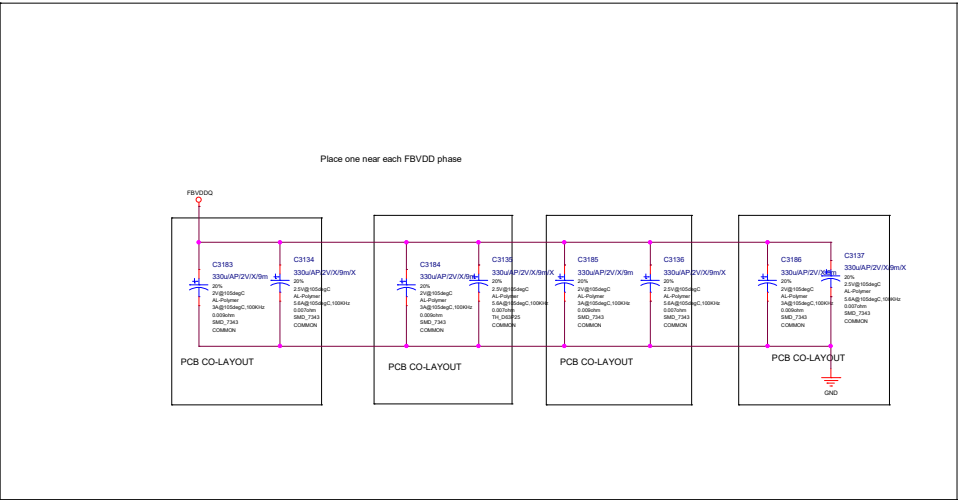 Place one near each FBVDD phase
FBVDDQ
C3183
330u/AP/2V/X/9m
20%
2V@105degC
AL-Polymer
3A@105degC,100KHz
0.009ohm
SMD_7343
COMMON
C3134
330u/AP/2V/X/9m/X
20%
2.5V@105degC
AL-Polymer
5.6A@105degC,100KHz
0.007ohm
SMD_7343
COMMON
PCB CO-LAYOUT
C3184
330u/AP/2V/X/9m
20%
2V@105degC
AL-Polymer
3A@105degC,100KHz
0.009ohm
SMD_7343
COMMON
C3135
330u/AP/2V/X/9m/X
20%
2.5V@105degC
AL-Polymer
5.6A@105degC,100KHz
0.007ohm
TH_D63P25
COMMON
PCB CO-LAYOUT
C3185
330u/AP/2V/X/9m
20%
2V@105degC
AL-Polymer
3A@105degC,100KHz
0.009ohm
SMD_7343
COMMON
C3136
330u/AP/2V/X/9m/X
20%
2.5V@105degC
AL-Polymer
5.6A@105degC,100KHz
0.007ohm
SMD_7343
COMMON
PCB CO-LAYOUT
C3186
330u/AP/2V/X/9m
20%
2V@105degC
AL-Polymer
3A@105degC,100KHz
0.009ohm
SMD_7343
COMMON
C3137
330u/AP/2V/X/9m/X
20%
2.5V@105degC
AL-Polymer
5.6A@105degC,100KHz
0.007ohm
SMD_7343
COMMON
PCB CO-LAYOUT
GND